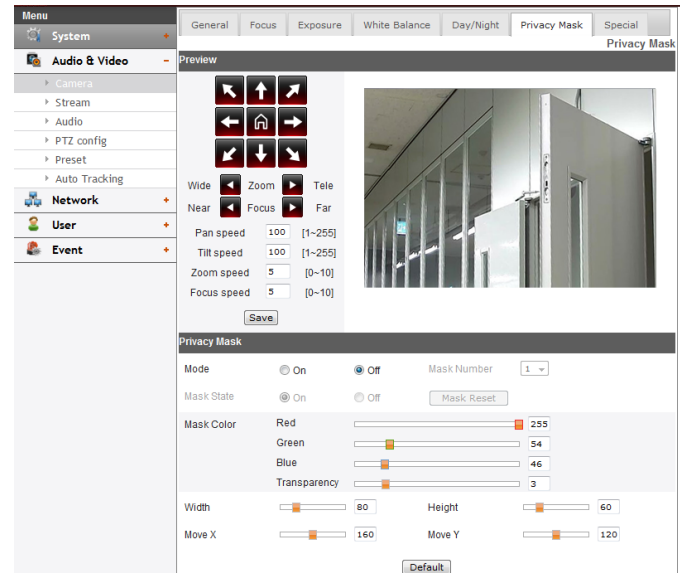 Menu
System +
Audio & Video -
Camera
Stream
Audio
PTZ config
Preset
Auto Tracking
Network +
User +
Event +
General Focus Exposure White Balance Day/Night Privacy Mask Special
Privacy Mask
Preview
Wide Zoom Tele
Near Focus Far
Pan speed 100 [1~255]
Tilt speed 100 [1~255]
Zoom speed 5 [0~10]
Focus speed 5 [0~10]
Save
Privacy Mask
Mode On Off Mask Number 1
Mask State On Off Mask Reset
Mask Color Red 255
Green 54
Blue 46
Transparency 3
Width 80 Height 60
Move X 160 Move Y 120
Default